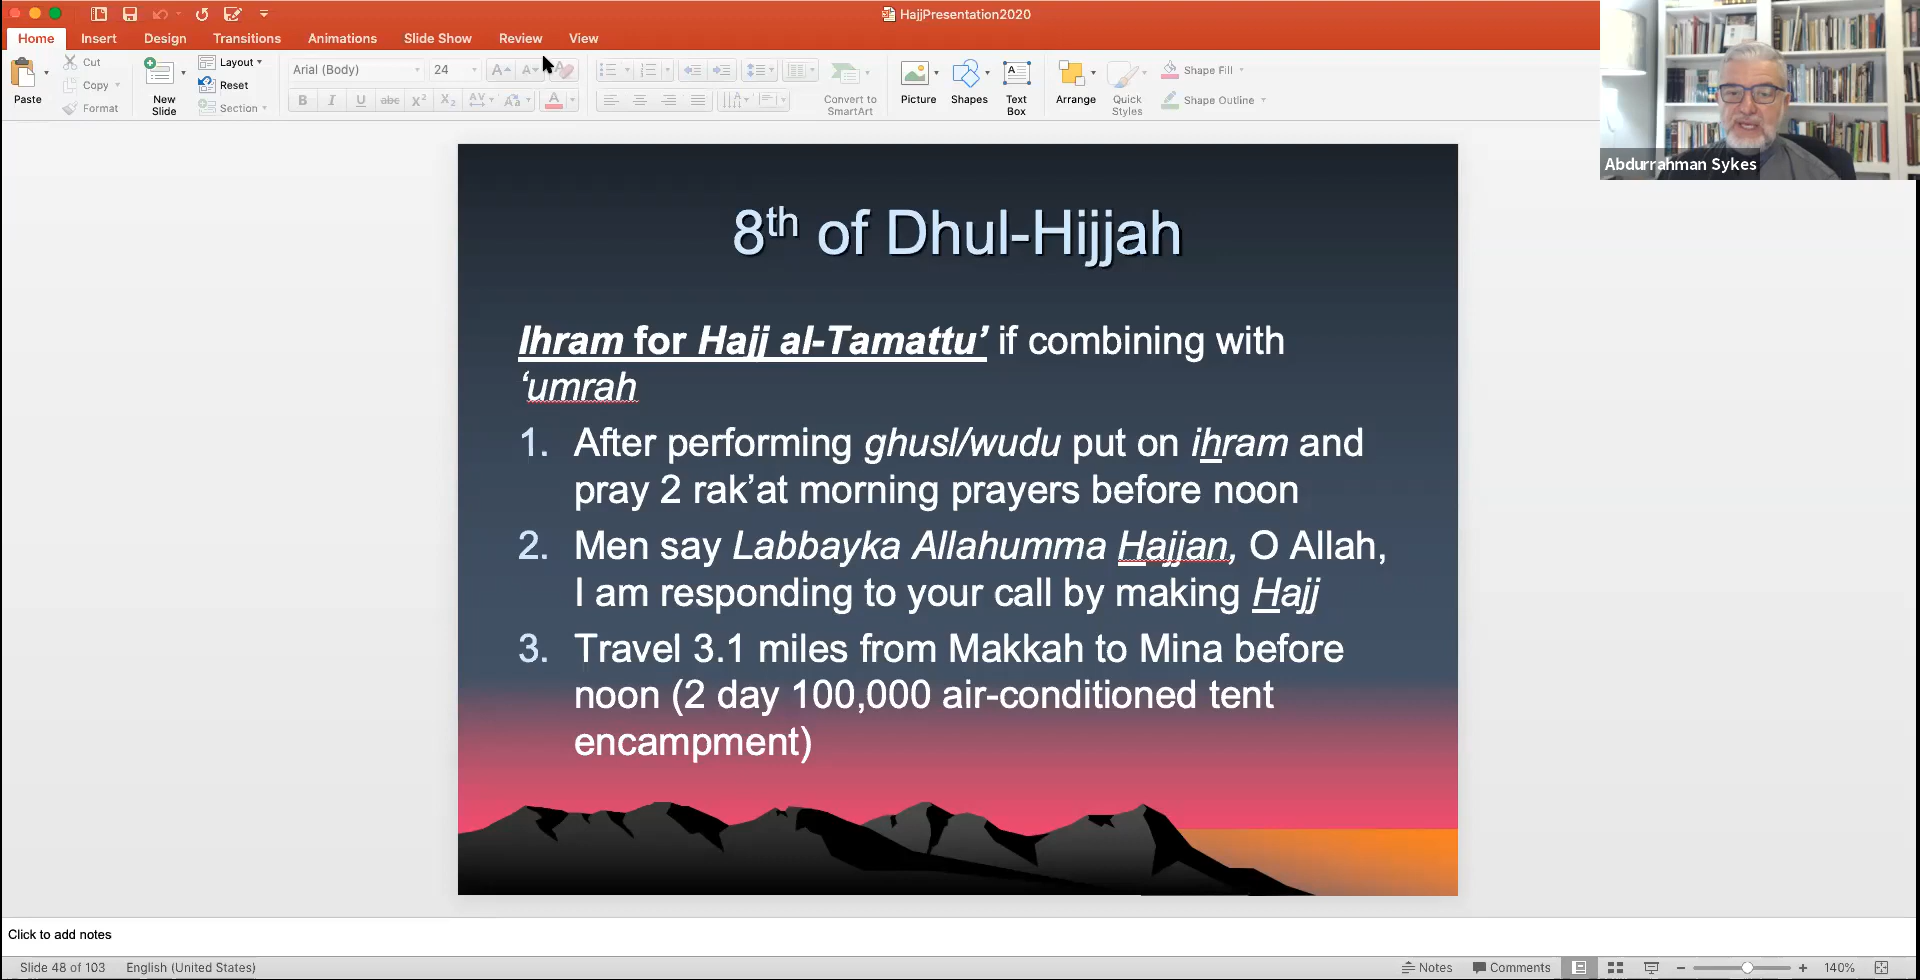 HajjPresentation2020
Home Insert Design Transitions Animations Slide Show Review View
Paste
Cut
Copy
Format
New
Slide
Layout
Reset
Section
Arial (Body) 24
B I U abc X² X₂
Convert to
SmartArt
Picture
Shapes
Text
Box
Arrange
Quick
Styles
Shape Fill
Shape Outline
Abdurrahman Sykes
8th of Dhul-Hijjah
Ihram for Hajj al-Tamattu’ if combining with
‘umrah
1. After performing ghusl/wudu put on ihram and
pray 2 rak’at morning prayers before noon
2. Men say Labbayka Allahumma Hajjan, O Allah,
I am responding to your call by making Hajj
3. Travel 3.1 miles from Makkah to Mina before
noon (2 day 100,000 air-conditioned tent
encampment)
Click to add notes
Slide 48 of 103 English (United States) Notes Comments 140%